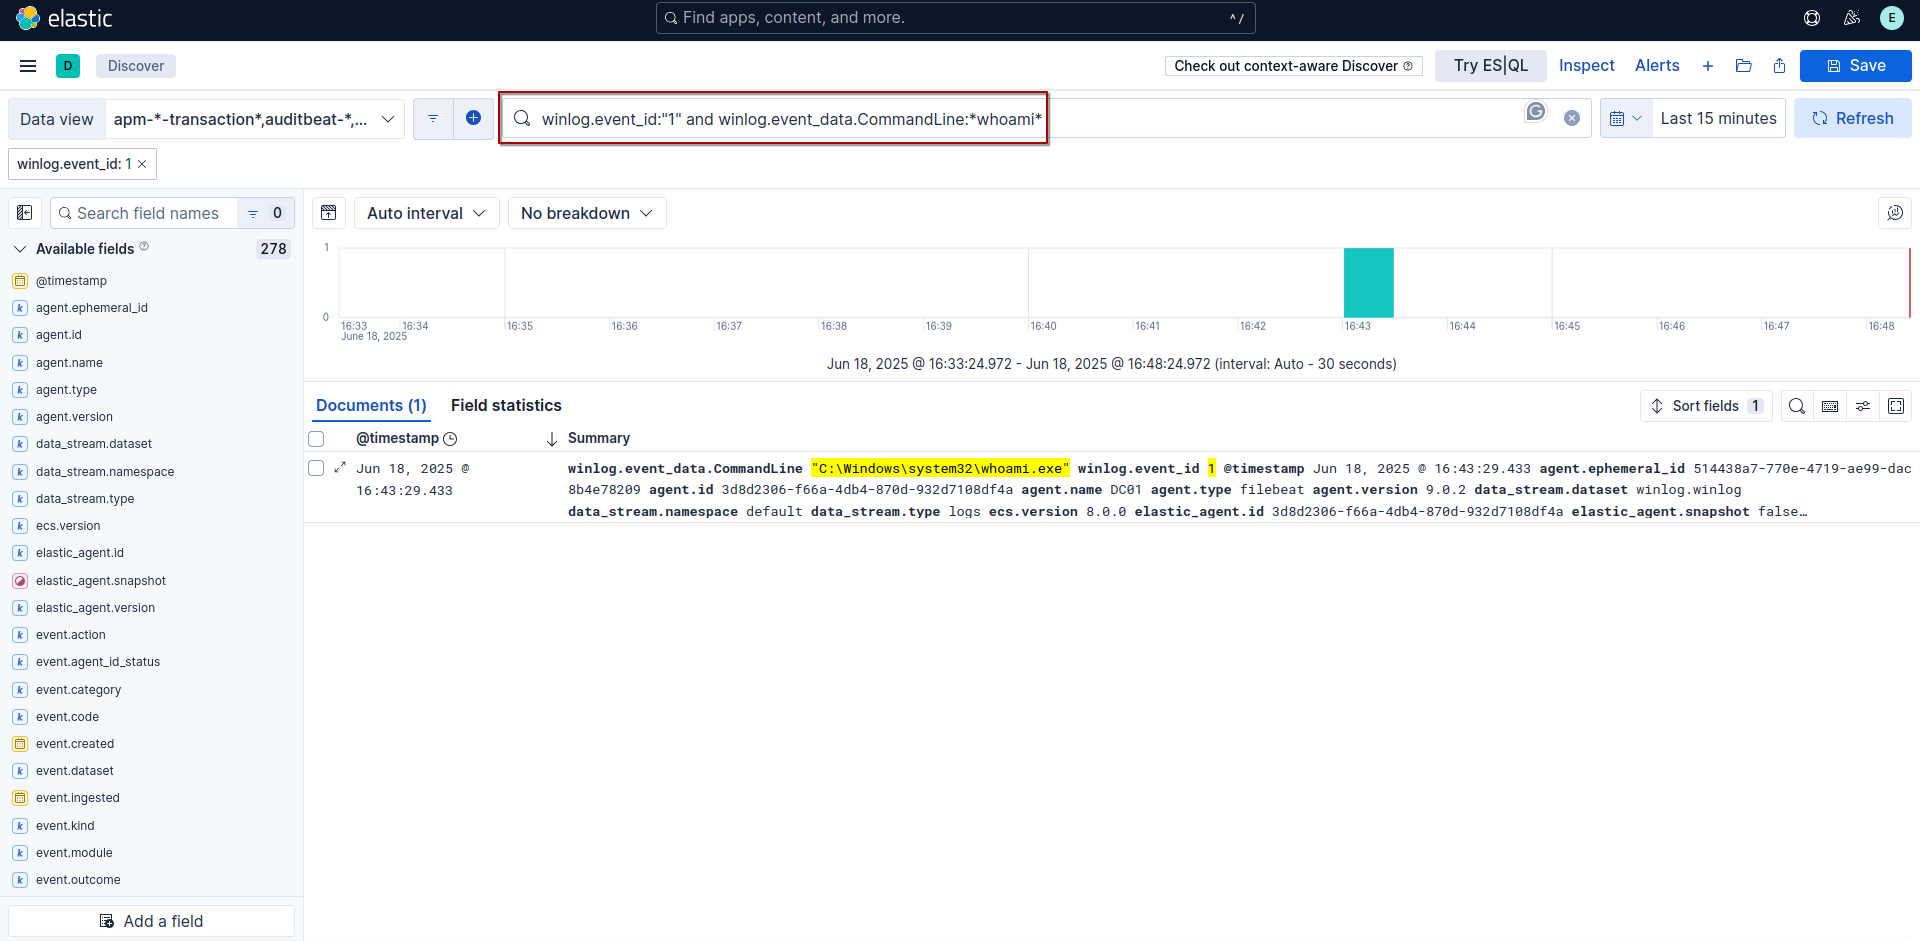 elastic
Find apps, content, and more.
^ /
E
D
Discover
Check out context-aware Discover
Try ES|QL
Inspect
Alerts
Save
Data view
apm-*-transaction*,auditbeat-*,...
winlog.event_id:"1" and winlog.event_data.CommandLine:*whoami*
Last 15 minutes
Refresh
winlog.event_id: 1
Search field names
0
Auto interval
No breakdown
Available fields
278
@timestamp
agent.ephemeral_id
agent.id
agent.name
agent.type
agent.version
data_stream.dataset
data_stream.namespace
data_stream.type
ecs.version
elastic_agent.id
elastic_agent.snapshot
elastic_agent.version
event.action
event.agent_id_status
event.category
event.code
event.created
event.dataset
event.ingested
event.kind
event.module
event.outcome
Add a field
1
0
16:33 16:34 16:35 16:36 16:37 16:38 16:39 16:40 16:41 16:42 16:43 16:44 16:45 16:46 16:47 16:48
June 18, 2025
Jun 18, 2025 @ 16:33:24.972 - Jun 18, 2025 @ 16:48:24.972 (interval: Auto - 30 seconds)
Documents (1)
Field statistics
Sort fields 1
@timestamp
Summary
Jun 18, 2025 @
16:43:29.433
winlog.event_data.CommandLine "C:\Windows\system32\whoami.exe" winlog.event_id 1 @timestamp Jun 18, 2025 @ 16:43:29.433 agent.ephemeral_id 514438a7-770e-4719-ae99-dac
8b4e78209 agent.id 3d8d2306-f66a-4db4-870d-932d7108df4a agent.name DC01 agent.type filebeat agent.version 9.0.2 data_stream.dataset winlog.winlog
data_stream.namespace default data_stream.type logs ecs.version 8.0.0 elastic_agent.id 3d8d2306-f66a-4db4-870d-932d7108df4a elastic_agent.snapshot false…